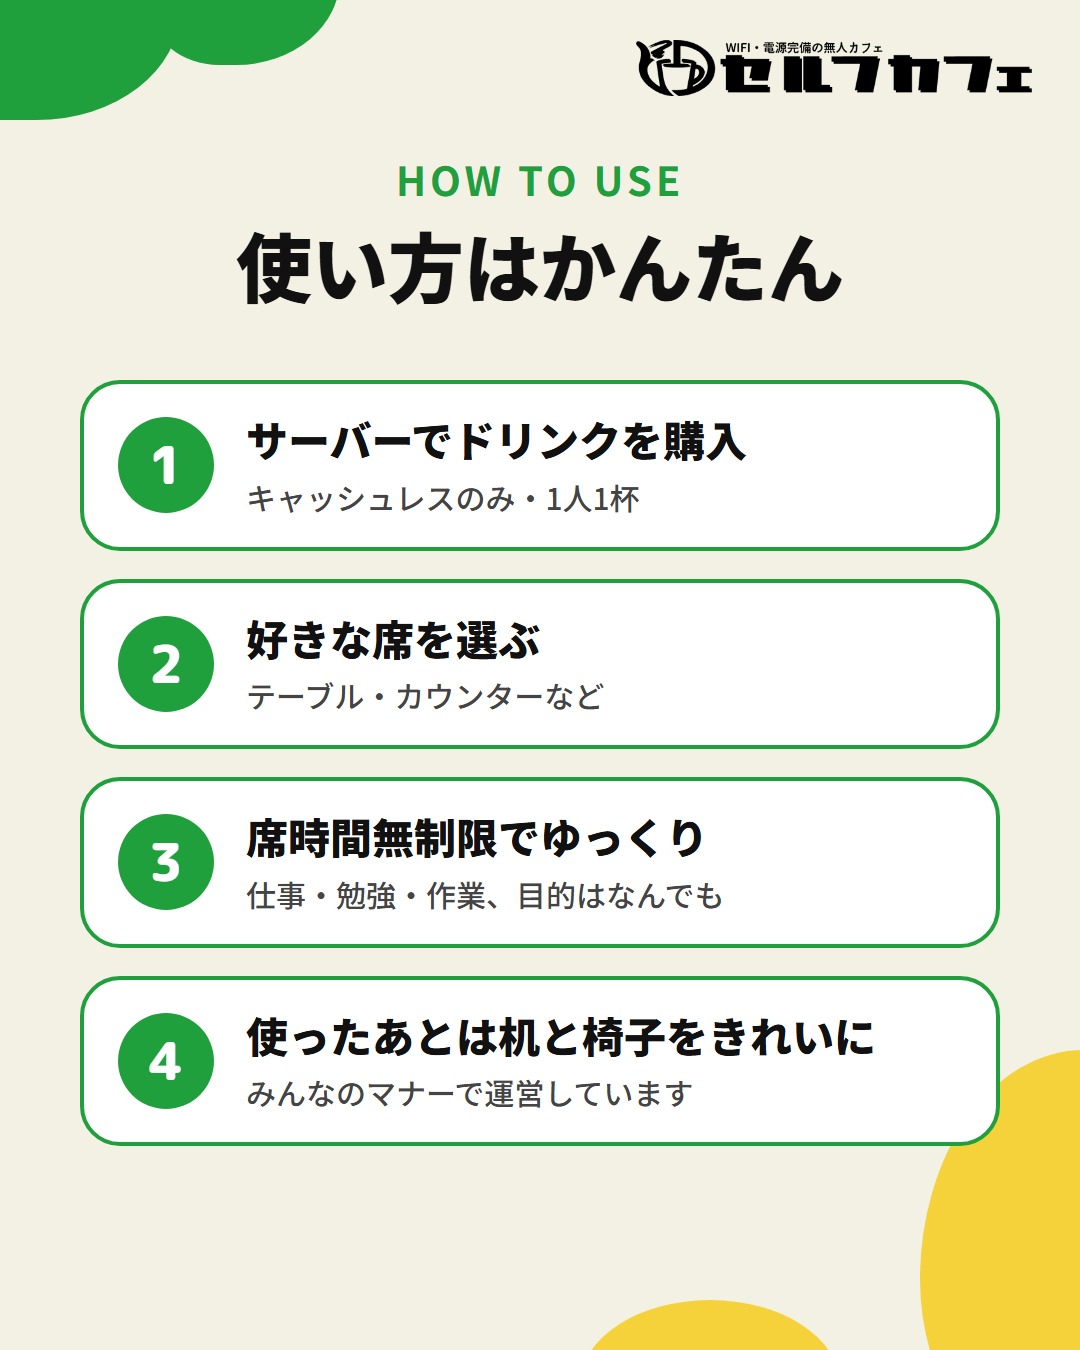 WIFI・電源完備の無人カフェ
セルフカフェ
HOW TO USE
使い方はかんたん
1
サーバーでドリンクを購入
キャッシュレスのみ・1人1杯
2
好きな席を選ぶ
テーブル・カウンターなど
3
席時間無制限でゆっくり
仕事・勉強・作業、目的はなんでも
4
使ったあとは机と椅子をきれいに
みんなのマナーで運営しています